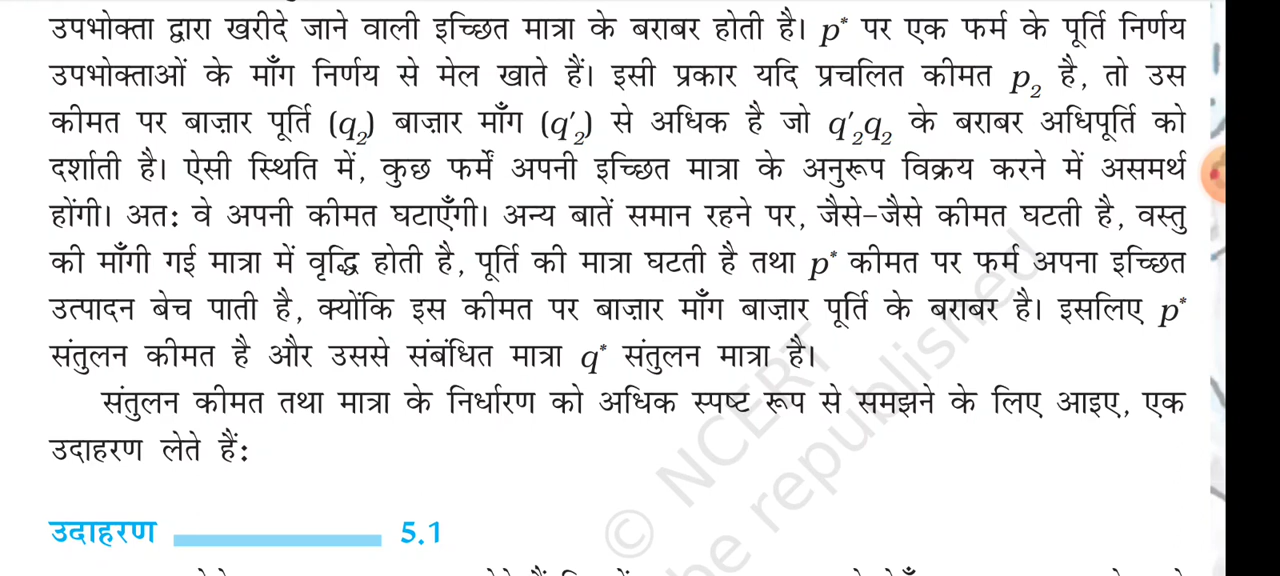 उपभोक्ता द्वारा खरीदे जाने वाली इच्छित मात्रा के बराबर होती है। p* पर एक फर्म के पूर्ति निर्णय
उपभोक्ताओं के माँग निर्णय से मेल खाते हैं। इसी प्रकार यदि प्रचलित कीमत p₂ है, तो उस
कीमत पर बाज़ार पूर्ति (q₂) बाज़ार माँग (q′₂) से अधिक है जो q′₂q₂ के बराबर अधिपूर्ति को
दर्शाती है। ऐसी स्थिति में, कुछ फर्में अपनी इच्छित मात्रा के अनुरूप विक्रय करने में असमर्थ
होंगी। अतः वे अपनी कीमत घटाएँगी। अन्य बातें समान रहने पर, जैसे-जैसे कीमत घटती है, वस्तु
की माँगी गई मात्रा में वृद्धि होती है, पूर्ति की मात्रा घटती है तथा p* कीमत पर फर्म अपना इच्छित
उत्पादन बेच पाती है, क्योंकि इस कीमत पर बाज़ार माँग बाज़ार पूर्ति के बराबर है। इसलिए p*
संतुलन कीमत है और उससे संबंधित मात्रा q* संतुलन मात्रा है।
संतुलन कीमत तथा मात्रा के निर्धारण को अधिक स्पष्ट रूप से समझने के लिए आइए, एक
उदाहरण लेते हैं:
© NCERT
be republished
उदाहरण 5.1